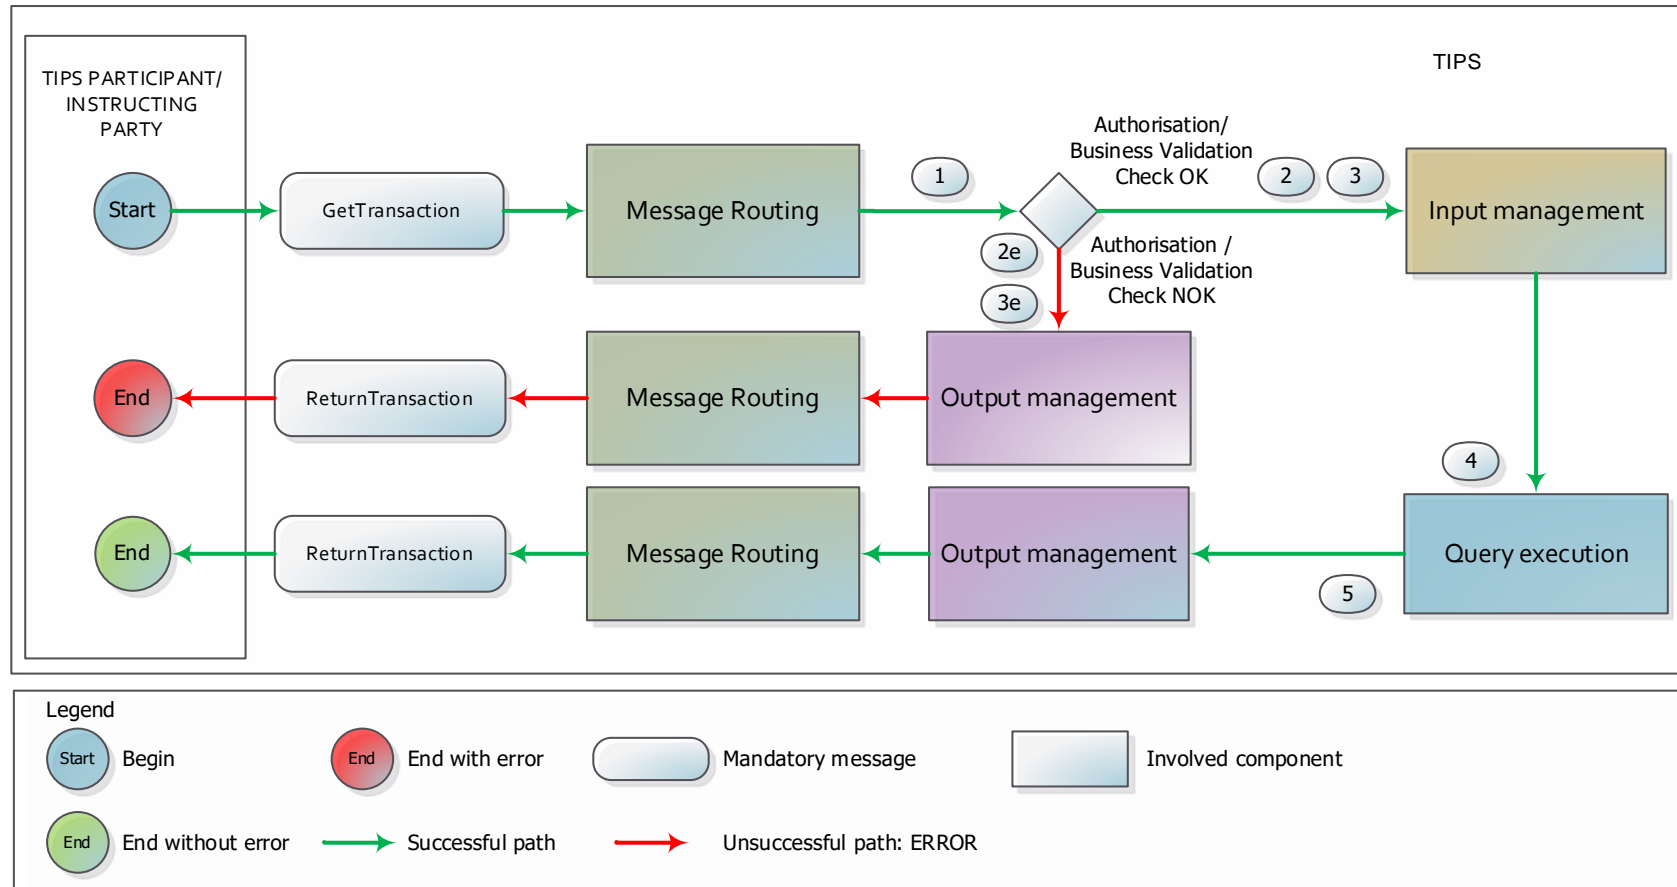 TIPS
TIPS PARTICIPANT/
INSTRUCTING
PARTY
Start
GetTransaction
Message Routing
1
Authorisation/
Business Validation
Check OK
2
3
Input management
2e
3e
Authorisation /
Business Validation
Check NOK
End
ReturnTransaction
Message Routing
Output management
4
End
ReturnTransaction
Message Routing
Output management
5
Query execution
Legend
Start
Begin
End
End with error
Mandatory message
Involved component
End
End without error
Successful path
Unsuccessful path: ERROR